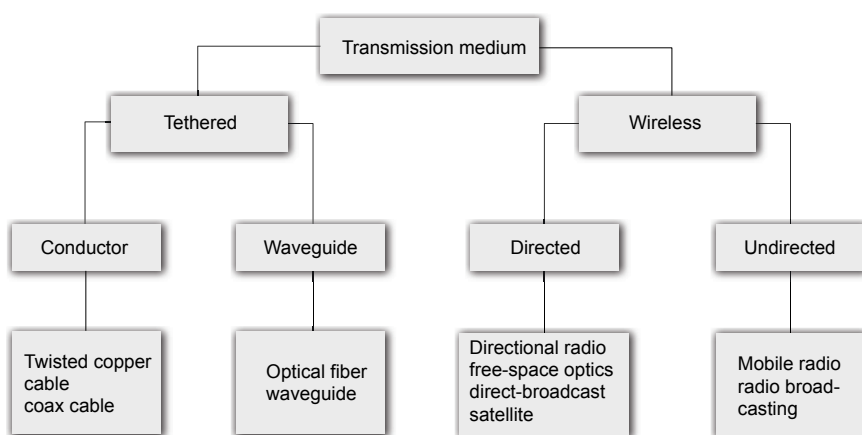 Transmission medium
Tethered
Wireless
Conductor
Waveguide
Directed
Undirected
Twisted copper
cable
coax cable
Optical fiber
waveguide
Directional radio
free-space optics
direct-broadcast
satellite
Mobile radio
radio broad-
casting